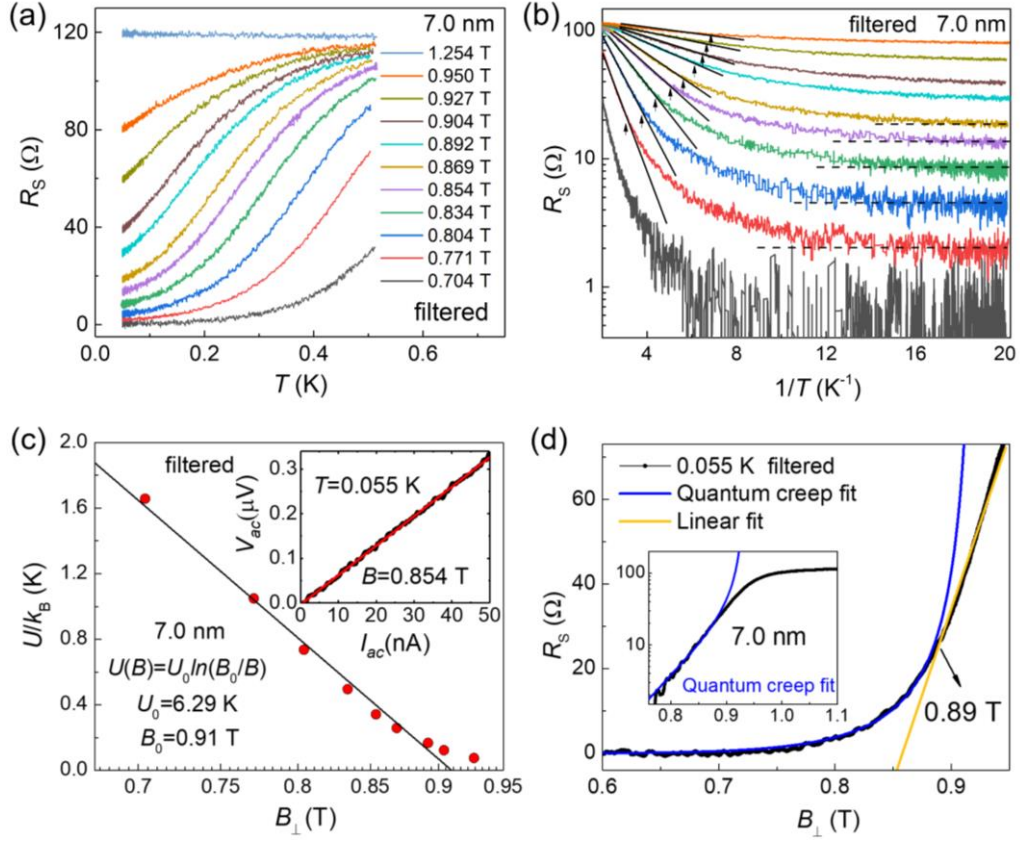 (a)
7.0 nm
120
80
40
0
R_S (Ω)
1.254 T
0.950 T
0.927 T
0.904 T
0.892 T
0.869 T
0.854 T
0.834 T
0.804 T
0.771 T
0.704 T
filtered
0.0 0.2 0.4 0.6
T (K)
(b)
filtered 7.0 nm
100
10
1
R_S (Ω)
4 8 12 16 20
1/T (K⁻¹)
(c)
2.0
1.6
1.2
0.8
0.4
0.0
U/k_B (K)
filtered
7.0 nm
U(B)=U₀ln(B₀/B)
U₀=6.29 K
B₀=0.91 T
0.3
0.2
0.1
0.0
V_ac(μV)
T=0.055 K
B=0.854 T
0 10 20 30 40 50
I_ac(nA)
0.7 0.8 0.85 0.9 0.95
B_⊥(T)
(d)
60
40
20
0
R_S (Ω)
0.055 K filtered
Quantum creep fit
Linear fit
100
10
7.0 nm
Quantum creep fit
0.8 0.9 1.0 1.1
0.89 T
0.6 0.7 0.8 0.9
B_⊥ (T)